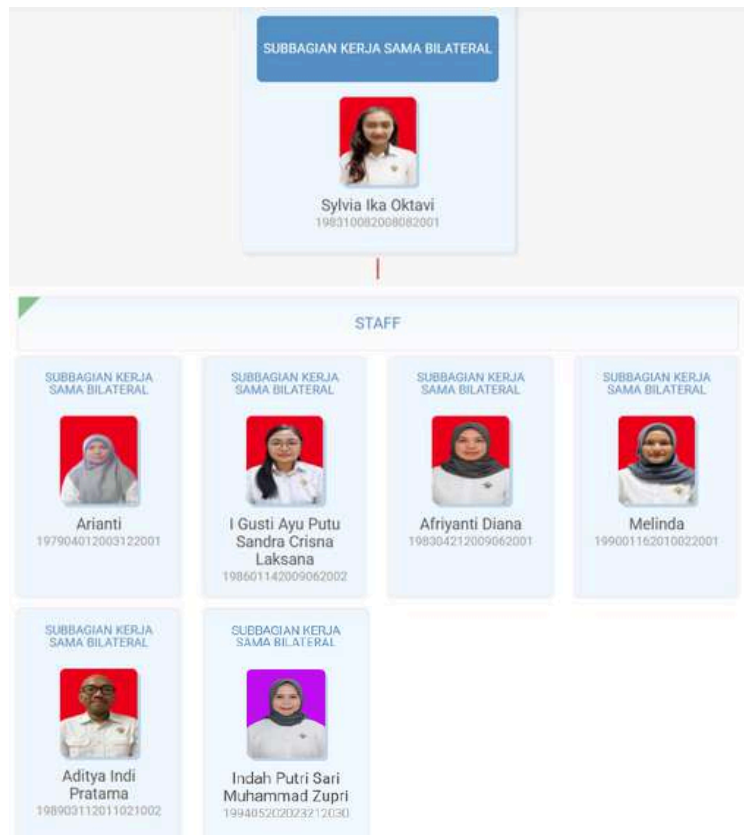 SUBBAGIAN KERJA SAMA BILATERAL
Sylvia Ika Oktavi
198310082008082001
STAFF
SUBBAGIAN KERJA
SAMA BILATERAL
Arianti
197904012003122001
SUBBAGIAN KERJA
SAMA BILATERAL
I Gusti Ayu Putu
Sandra Crisna
Laksana
198601142009062002
SUBBAGIAN KERJA
SAMA BILATERAL
Afriyanti Diana
198304212009062001
SUBBAGIAN KERJA
SAMA BILATERAL
Melinda
199001162010022001
SUBBAGIAN KERJA
SAMA BILATERAL
Aditya Indi
Pratama
198903112011021002
SUBBAGIAN KERJA
SAMA BILATERAL
Indah Putri Sari
Muhammad Zupri
199405202023212030